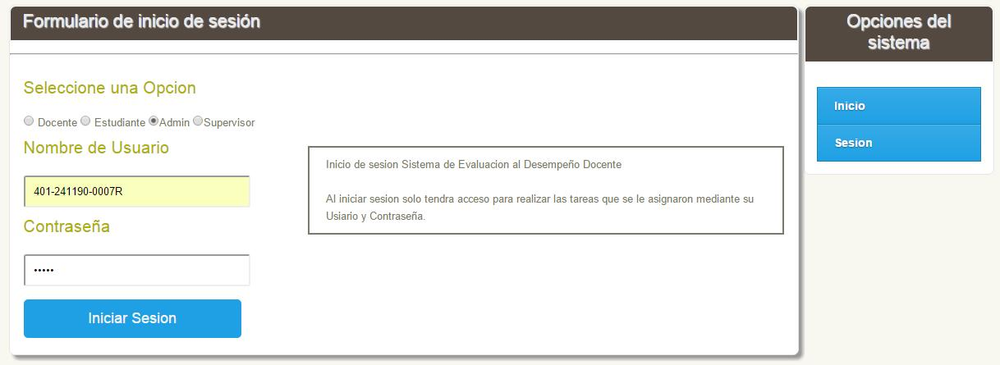 Formulario de inicio de sesión
Seleccione una Opcion
Docente Estudiante Admin Supervisor
Nombre de Usuario
401-241190-0007R
Contraseña
•••••
Iniciar Sesion
Inicio de sesion Sistema de Evaluacion al Desempeño Docente
Al iniciar sesion solo tendra acceso para realizar las tareas que se le asignaron mediante su
Usiario y Contraseña.
Opciones del
sistema
Inicio
Sesion